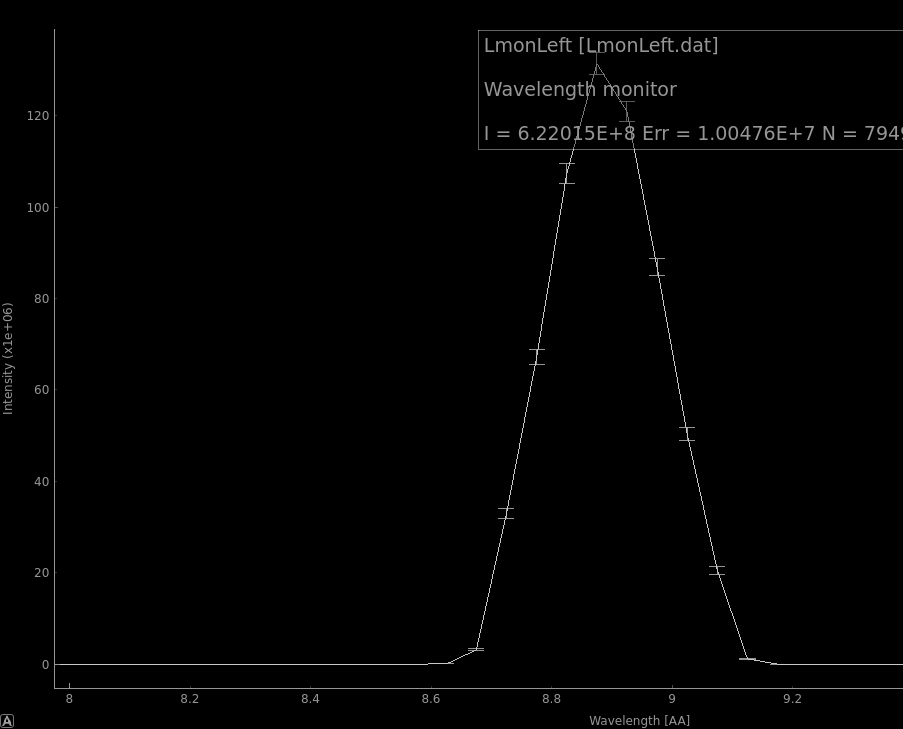 LmonLeft [LmonLeft.dat]
Wavelength monitor
I = 6.22015E+8 Err = 1.00476E+7 N = 7949
120
100
80
60
40
20
0
Intensity (x1e+06)
8 8.2 8.4 8.6 8.8 9 9.2
Wavelength [AA]
A